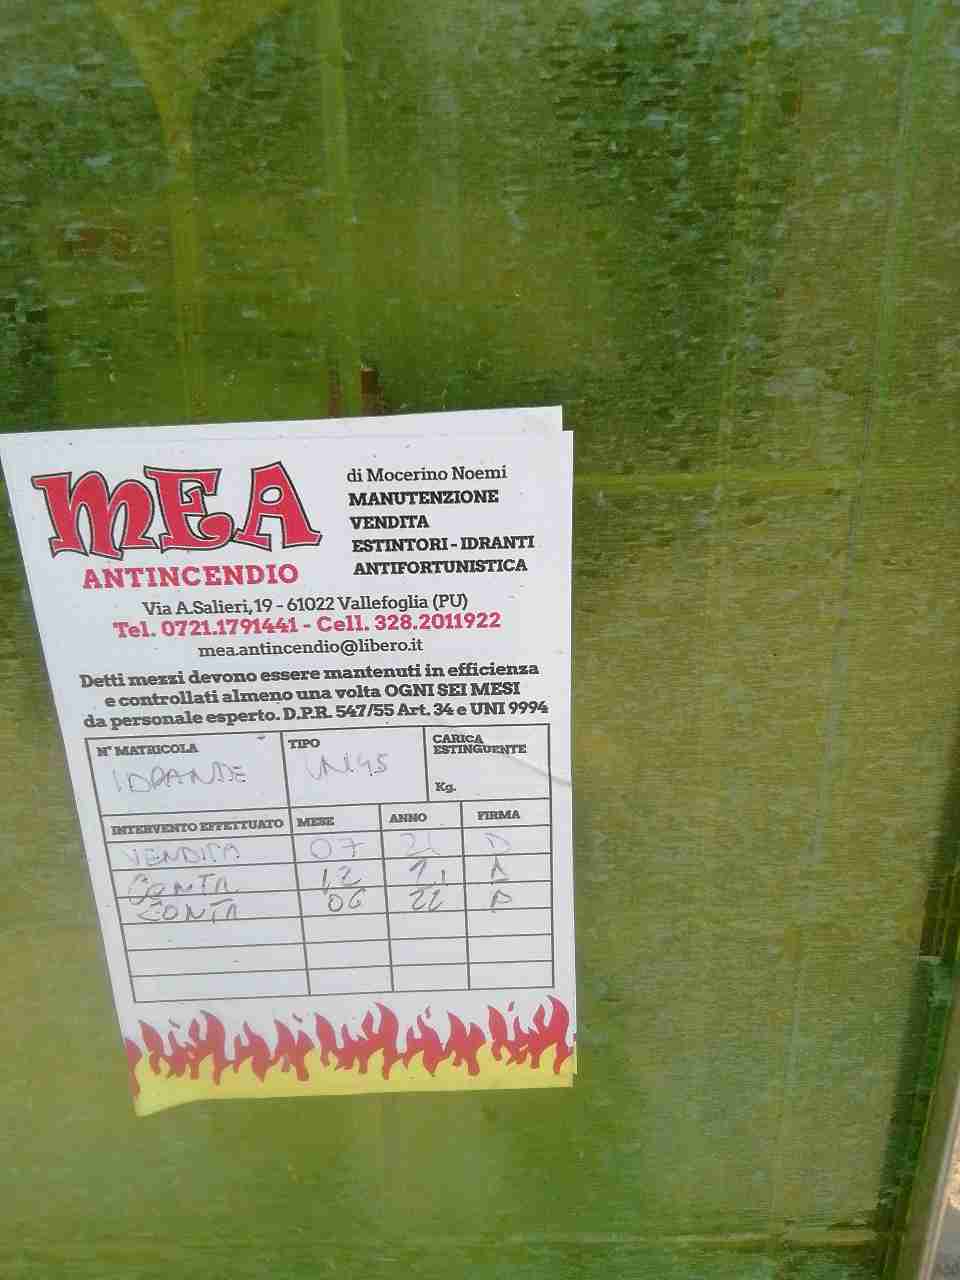 MEA
ANTINCENDIO
di Mocerino Noemi
MANUTENZIONE
VENDITA
ESTINTORI - IDRANTI
ANTIFORTUNISTICA
Via A.Salieri, 19 - 61022 Vallefoglia (PU)
Tel. 0721.1791441 - Cell. 328.2011922
mea.antincendio@libero.it
Detti mezzi devono essere mantenuti in efficienza
e controllati almeno una volta OGNI SEI MESI
da personale esperto. D.P.R. 547/55 Art. 34 e UNI 9994
N° MATRICOLA TIPO CARICA ESTINGUENTE
UNI45
Kg.
INTERVENTO EFFETTUATO MESE ANNO FIRMA
VENDITA 07 21
CONTR 12
CONTR 06 22